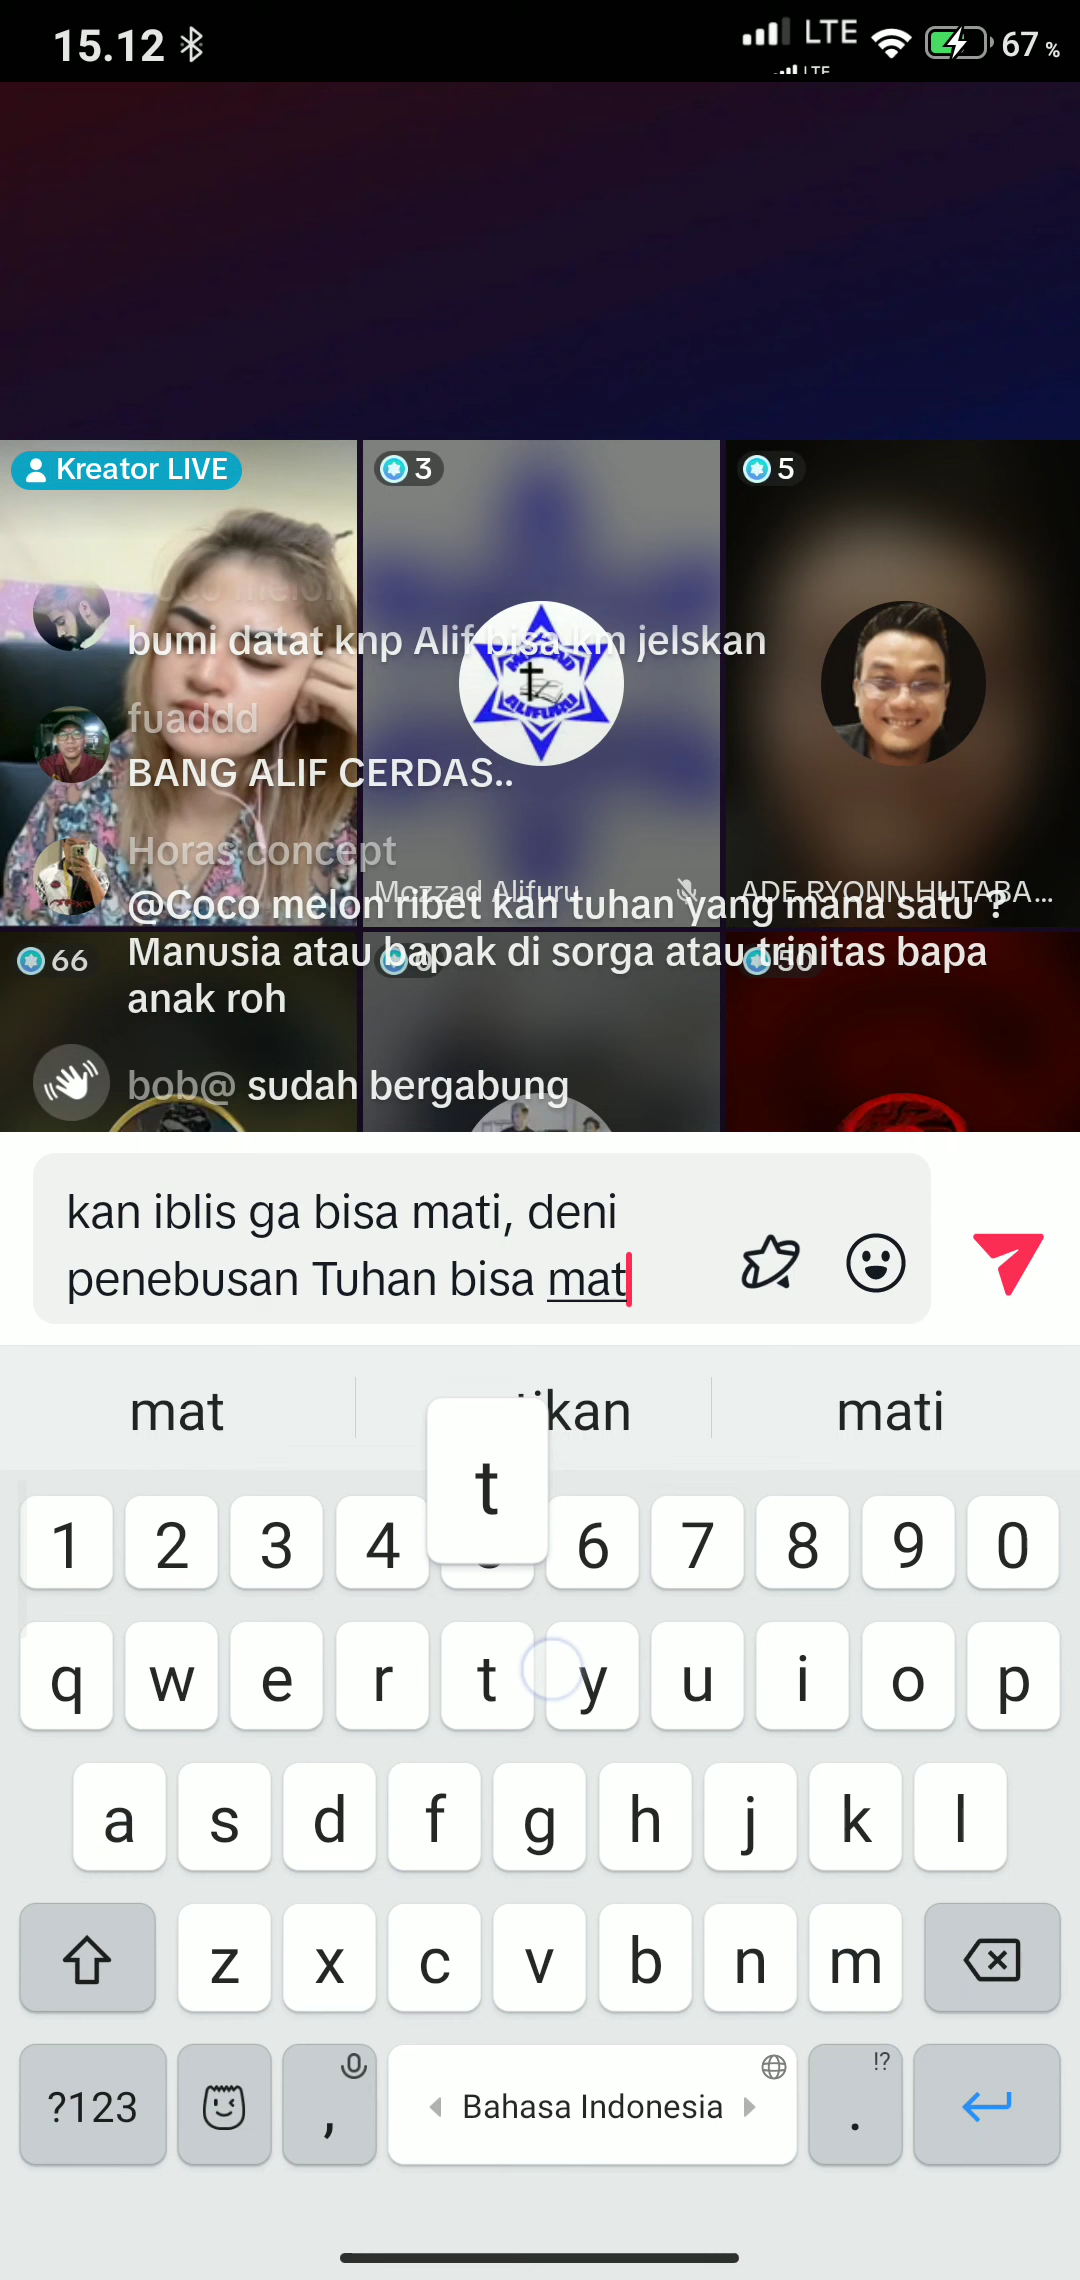 15.12
LTE
67 %
LTE
Kreator LIVE
3
5
bumi datat knp Alif bisa km jelskan
fuaddd
BANG ALIF CERDAS..
Horas concept
Mozzad Alifuru
ADE RYONN HUTABA...
@Coco melon ribet kan tuhan yang mana satu ?
Manusia atau bapak di sorga atau trinitas bapa
anak roh
66
50
bob@ sudah bergabung
kan iblis ga bisa mati, deni
penebusan Tuhan bisa mat
mat
mati
t
1 2 3 4 6 7 8 9 0
q w e r t y u i o p
a s d f g h j k l
z x c v b n m
?123
,
Bahasa Indonesia
!?
.